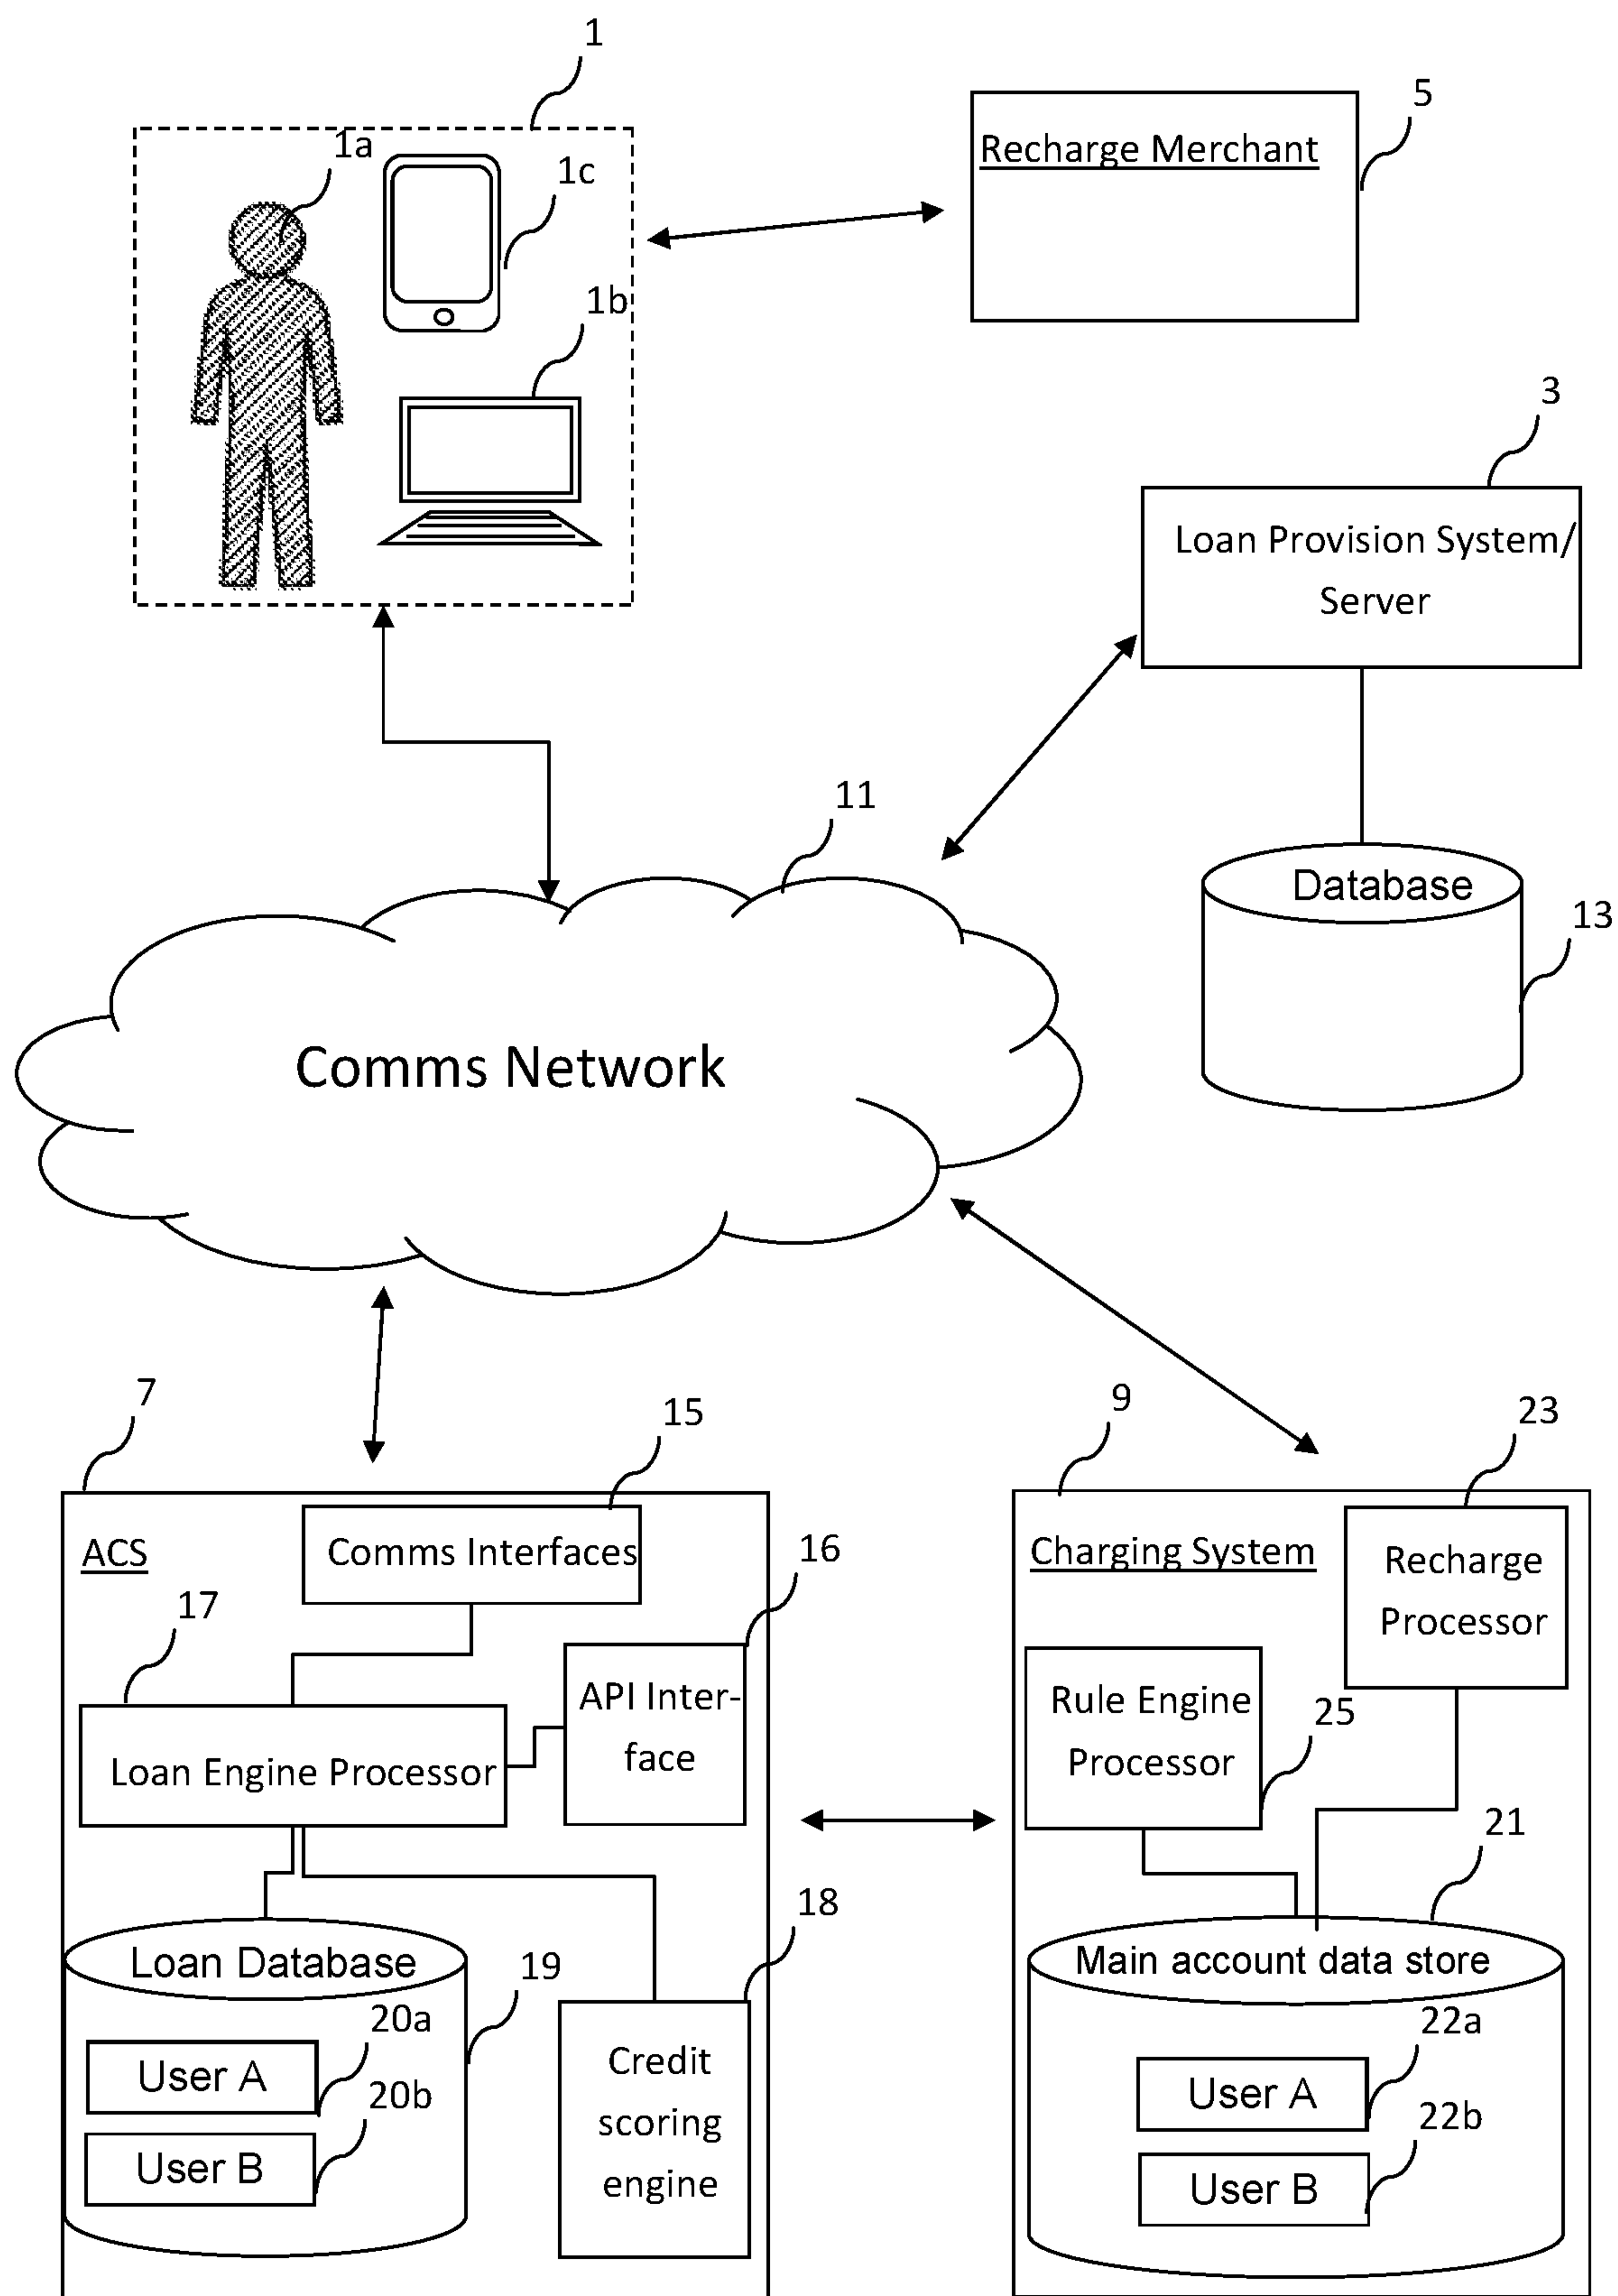 1
1a
1c
1b
Recharge Merchant
5
3
Loan Provision System/
Server
11
Database
13
Comms Network
7
15
ACS
Comms Interfaces
16
17
API Inter-
face
Loan Engine Processor
18
Loan Database
19
20a
User A
20b
User B
Credit
scoring
engine
9
23
Charging System
Recharge
Processor
Rule Engine
Processor
25
21
Main account data store
22a
User A
22b
User B